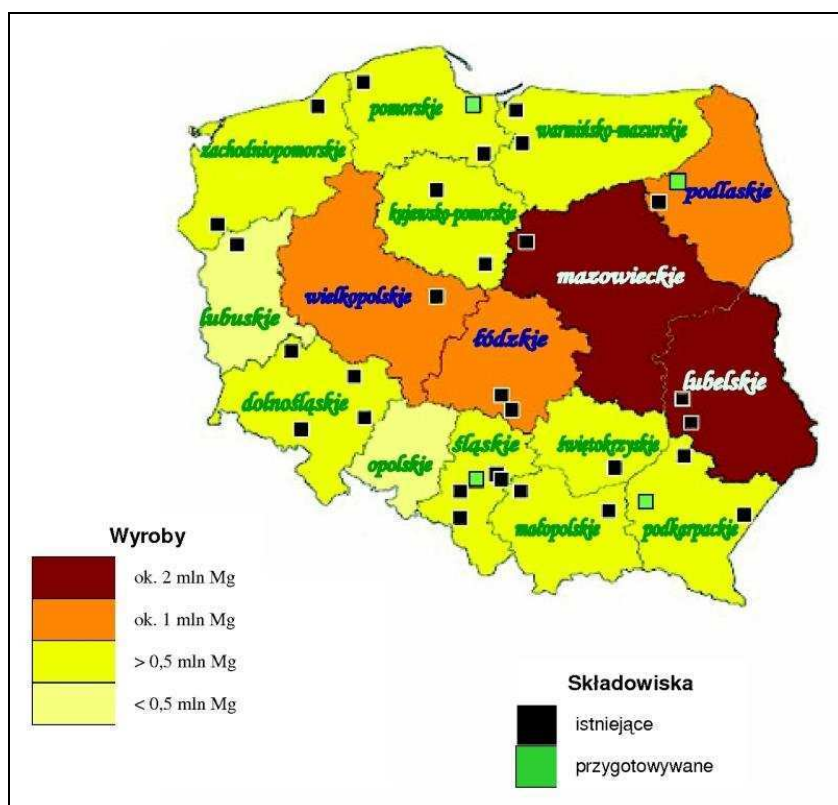 pomorskie
warmińsko-mazurskie
zachodniopomorskie
podlaskie
kujawsko-pomorskie
mazowieckie
wielkopolskie
lubuskie
łódzkie
lubelskie
dolnośląskie
śląskie
świętokrzyskie
opolskie
małopolskie
podkarpackie
Wyroby
ok. 2 mln Mg
ok. 1 mln Mg
> 0,5 mln Mg
< 0,5 mln Mg
Składowiska
istniejące
przygotowywane